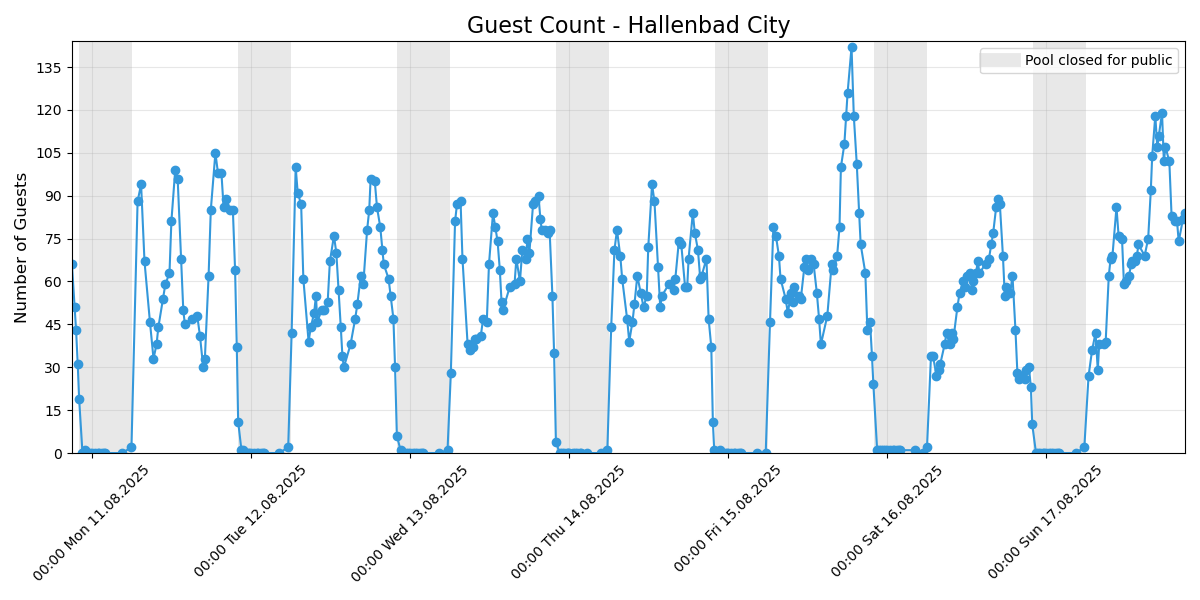 Guest Count - Hallenbad City
Pool closed for public
Number of Guests
135
120
105
90
75
60
45
30
15
0
00:00 Mon 11.08.2025
00:00 Tue 12.08.2025
00:00 Wed 13.08.2025
00:00 Thu 14.08.2025
00:00 Fri 15.08.2025
00:00 Sat 16.08.2025
00:00 Sun 17.08.2025